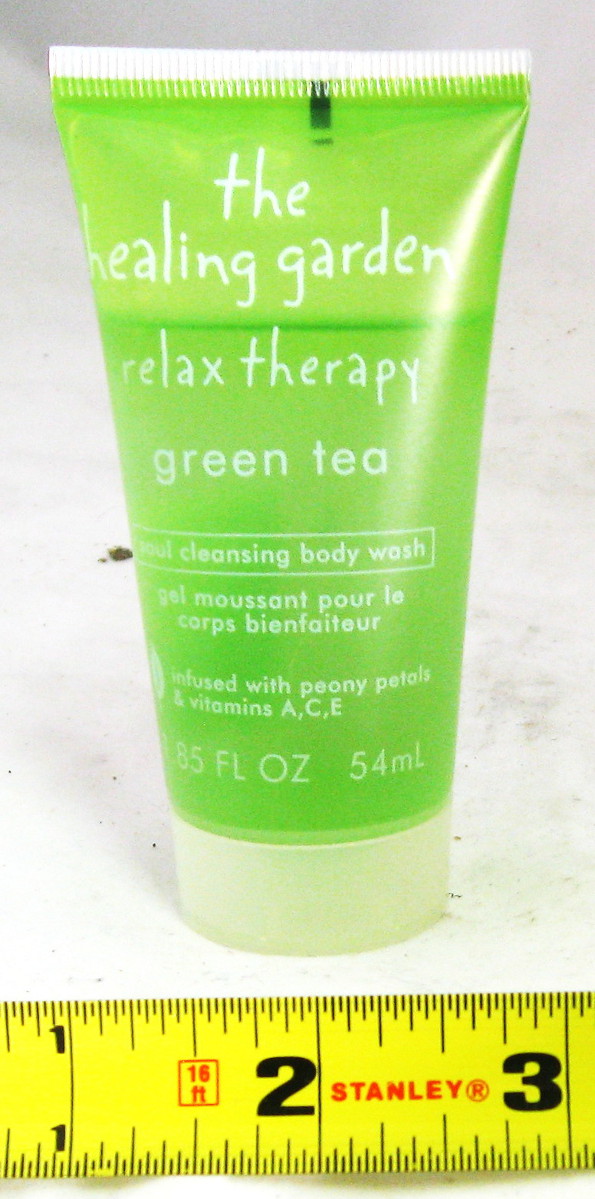 the
healing garden
relax therapy
green tea
soul cleansing body wash
gel moussant pour le
corps bienfaiteur
infused with peony petals
& vitamins A,C,E
.85 FL OZ 54mL
1
16
ft
2 STANLEY® 3
1